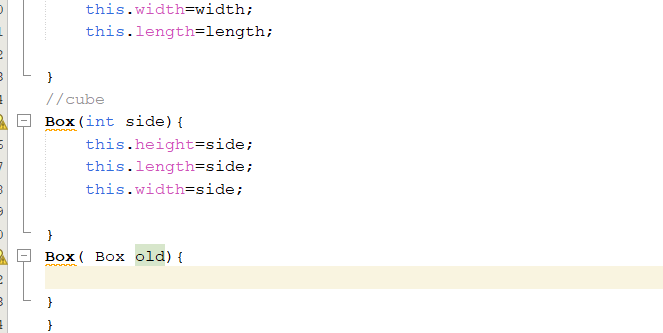 this.width=width;
this.length=length;
}
//cube
Box(int side){
this.height=side;
this.length=side;
this.width=side;
}
Box( Box old){
}
}